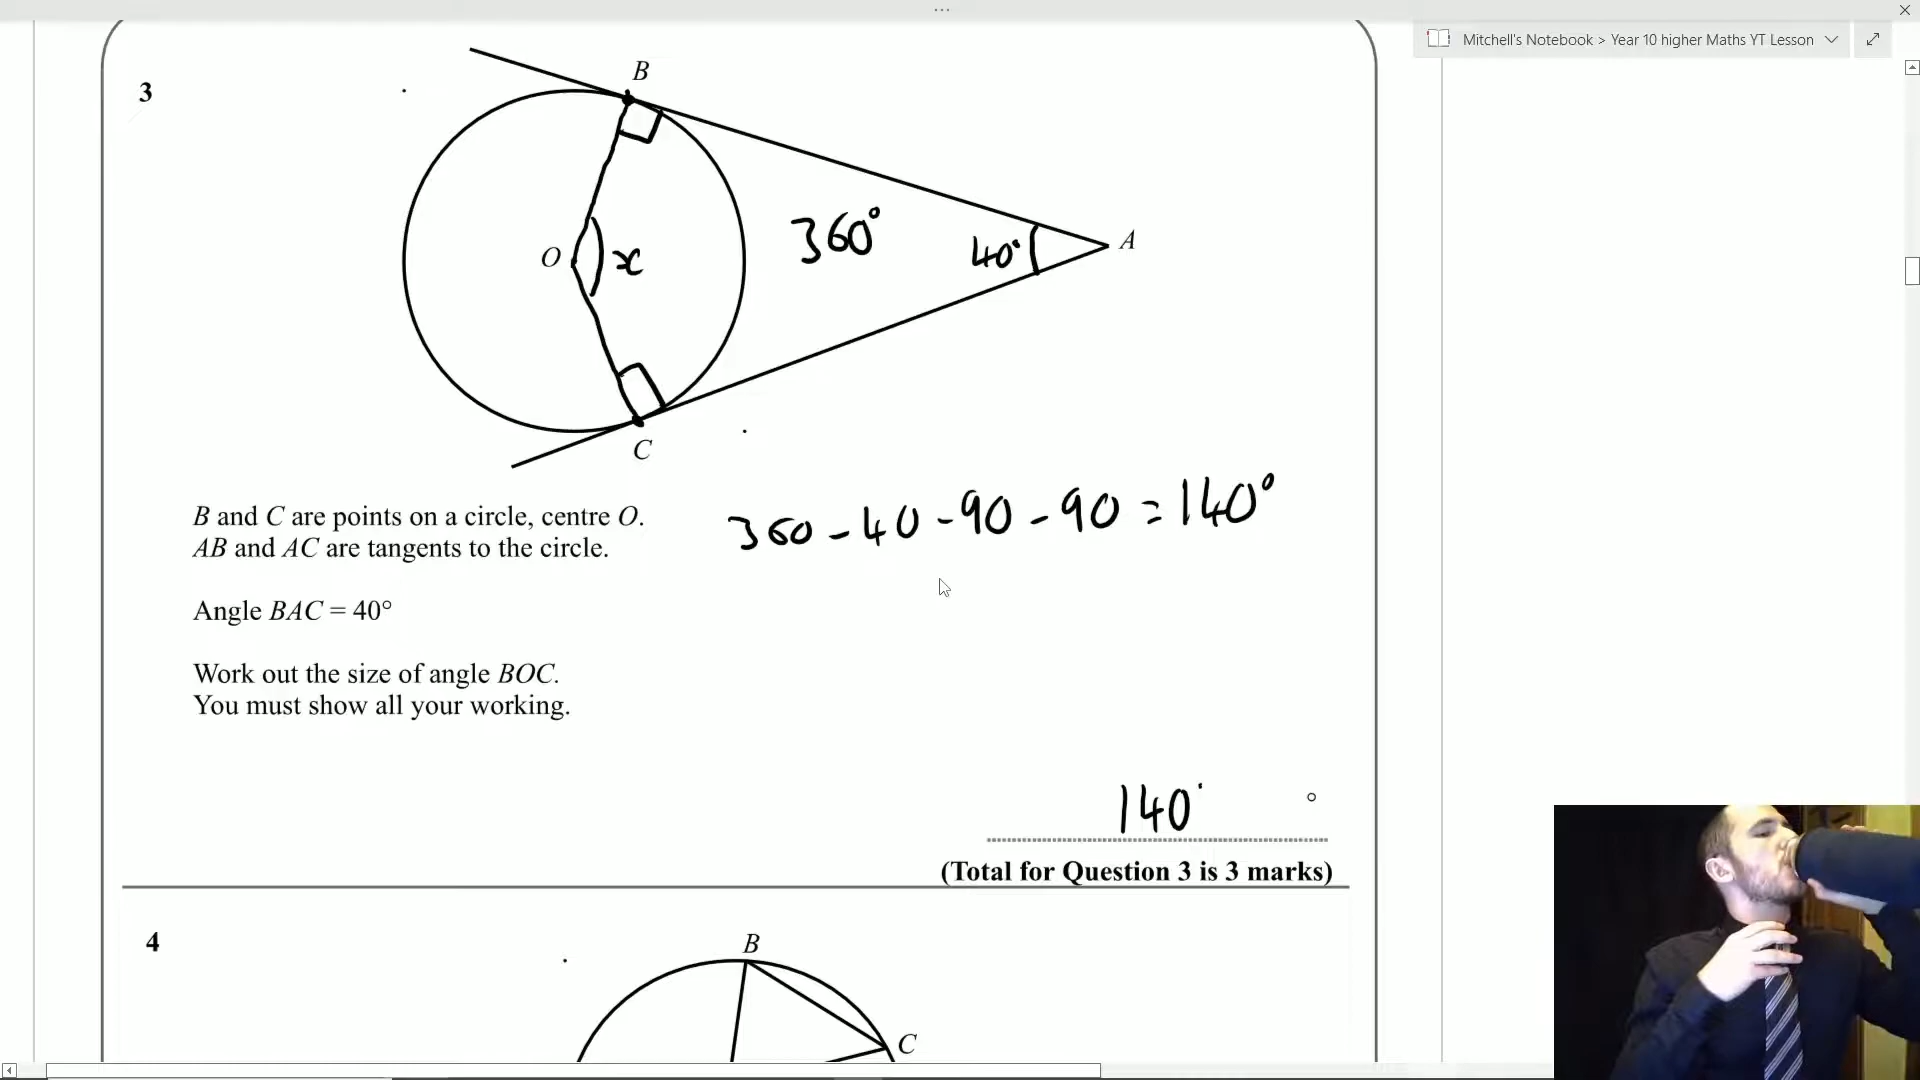 ...
Mitchell's Notebook > Year 10 higher Maths YT Lesson
3
B
O
x
360°
40°
A
C
B and C are points on a circle, centre O.
AB and AC are tangents to the circle.
360 - 40 - 90 - 90 = 140°
Angle BAC = 40°
Work out the size of angle BOC.
You must show all your working.
140 °
(Total for Question 3 is 3 marks)
4
B
C